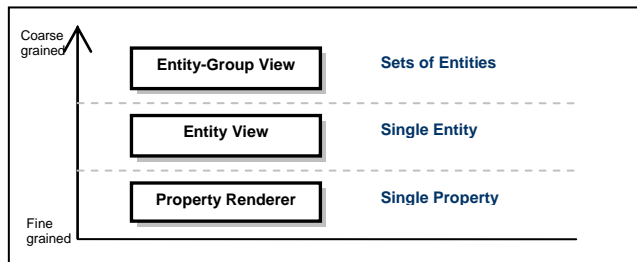 Coarse
grained
Entity-Group View
Sets of Entities
Entity View
Single Entity
Property Renderer
Single Property
Fine
grained